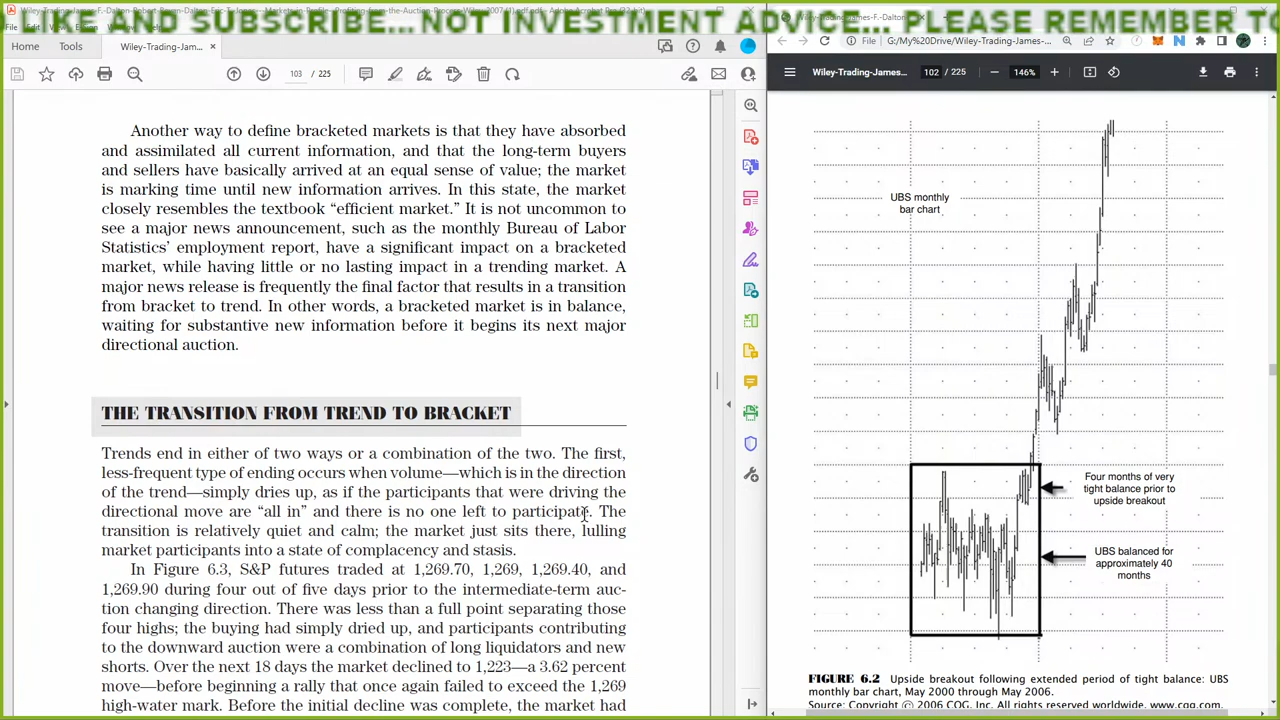 AND SUBSCRIBE... NOT INVESTMENT AD
EASE REMEMBER TO
Home
Tools
Wiley-Trading-Jam...
103 / 225
File
G:/My%20Drive/Wiley-Trading-James-...
Wiley-Trading-James...
102 / 225
146%
Another way to define bracketed markets is that they have absorbed
and assimilated all current information, and that the long-term buyers
and sellers have basically arrived at an equal sense of value; the market
is marking time until new information arrives. In this state, the market
closely resembles the textbook “efficient market.” It is not uncommon to
see a major news announcement, such as the monthly Bureau of Labor
Statistics’ employment report, have a significant impact on a bracketed
market, while having little or no lasting impact in a trending market. A
major news release is frequently the final factor that results in a transition
from bracket to trend. In other words, a bracketed market is in balance,
waiting for substantive new information before it begins its next major
directional auction.
THE TRANSITION FROM TREND TO BRACKET
Trends end in either of two ways or a combination of the two. The first,
less-frequent type of ending occurs when volume—which is in the direction
of the trend—simply dries up, as if the participants that were driving the
directional move are “all in” and there is no one left to participate. The
transition is relatively quiet and calm; the market just sits there, lulling
market participants into a state of complacency and stasis.
In Figure 6.3, S&P futures traded at 1,269.70, 1,269, 1,269.40, and
1,269.90 during four out of five days prior to the intermediate-term auc-
tion changing direction. There was less than a full point separating those
four highs; the buying had simply dried up, and participants contributing
to the downward auction were a combination of long liquidators and new
shorts. Over the next 18 days the market declined to 1,223—a 3.62 percent
move—before beginning a rally that once again failed to exceed the 1,269
high-water mark. Before the initial decline was complete, the market had
UBS monthly
bar chart
Four months of very
tight balance prior to
upside breakout
UBS balanced for
approximately 40
months
FIGURE 6.2 Upside breakout following extended period of tight balance: UBS
monthly bar chart, May 2000 through May 2006.
Source: Copyright © 2006 CQG, Inc. All rights reserved worldwide. www.cqg.com.